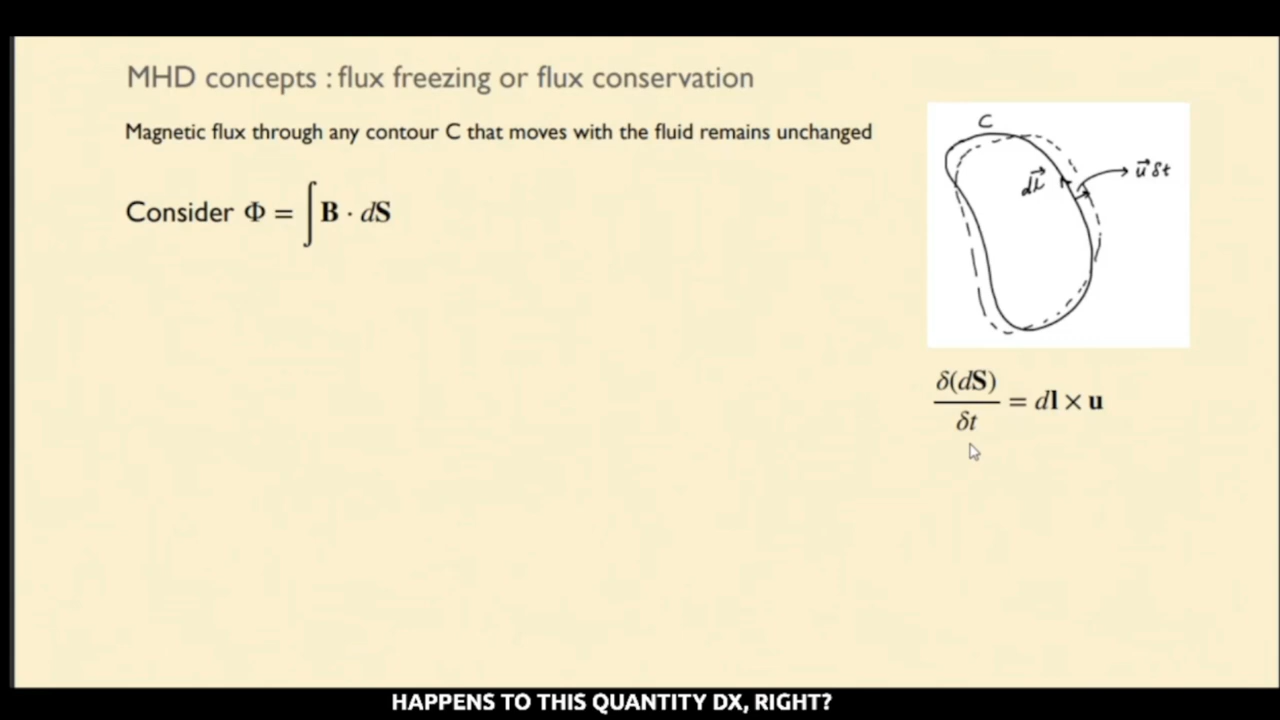 MHD concepts : flux freezing or flux conservation
Magnetic flux through any contour C that moves with the fluid remains unchanged
Consider Φ = ∫ B · dS
C
dl⃗
u⃗ δt
δ(dS)/δt = dl × u
HAPPENS TO THIS QUANTITY DX, RIGHT?